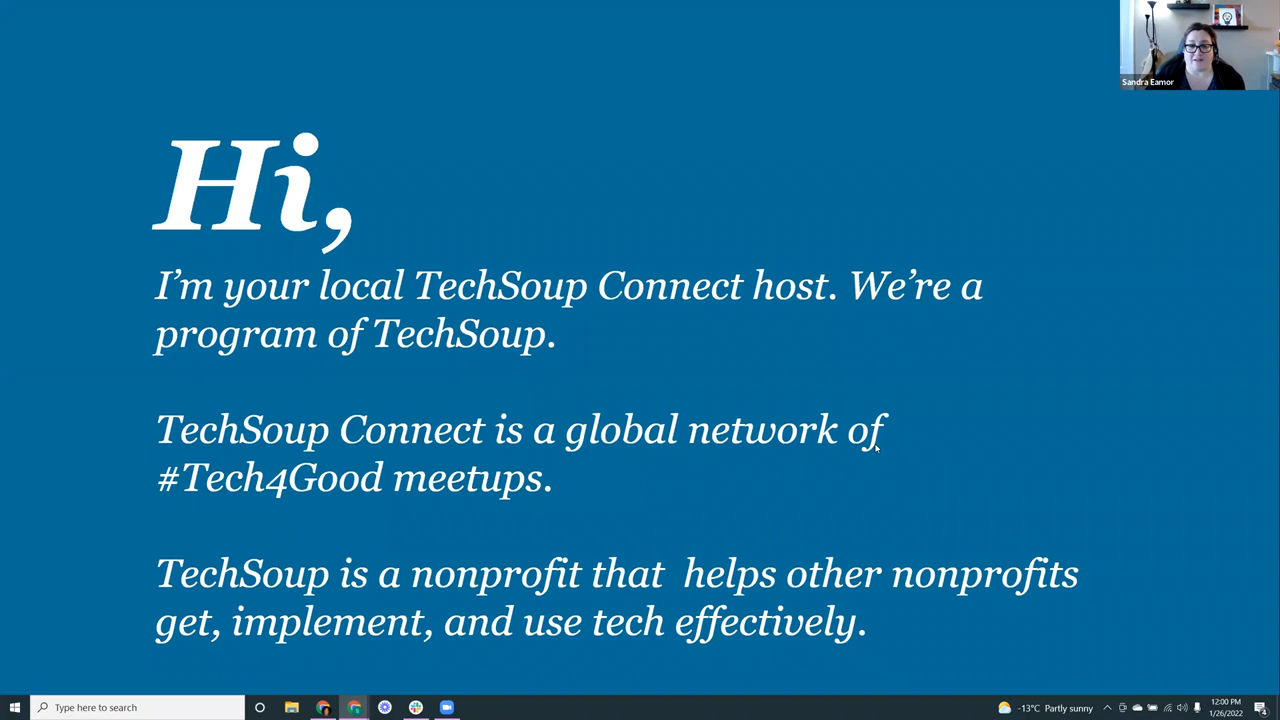 Sandra Eamor
Hi,
I’m your local TechSoup Connect host. We’re a
program of TechSoup.
TechSoup Connect is a global network of
#Tech4Good meetups.
TechSoup is a nonprofit that  helps other nonprofits
get, implement, and use tech effectively.
Type here to search
-13°C Partly sunny
12:00 PM
1/26/2022
4